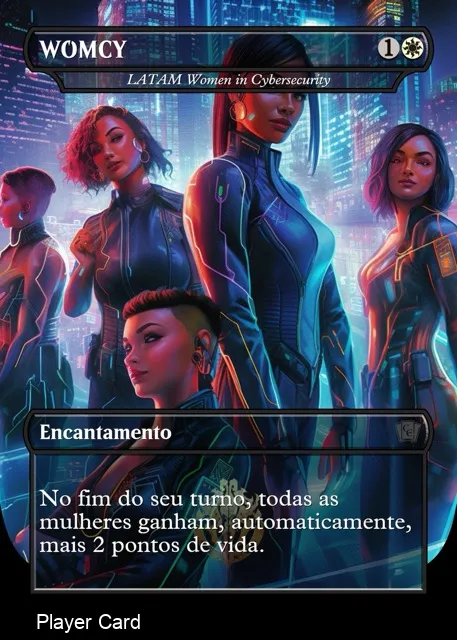 WOMCY
1
LATAM Women in Cybersecurity
Encantamento
No fim do seu turno, todas as
mulheres ganham, automaticamente,
mais 2 pontos de vida.
Player Card